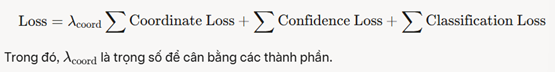 Loss = λcoord ∑ Coordinate Loss + ∑ Confidence Loss + ∑ Classification Loss
Trong đó, λcoord là trọng số để cân bằng các thành phần.